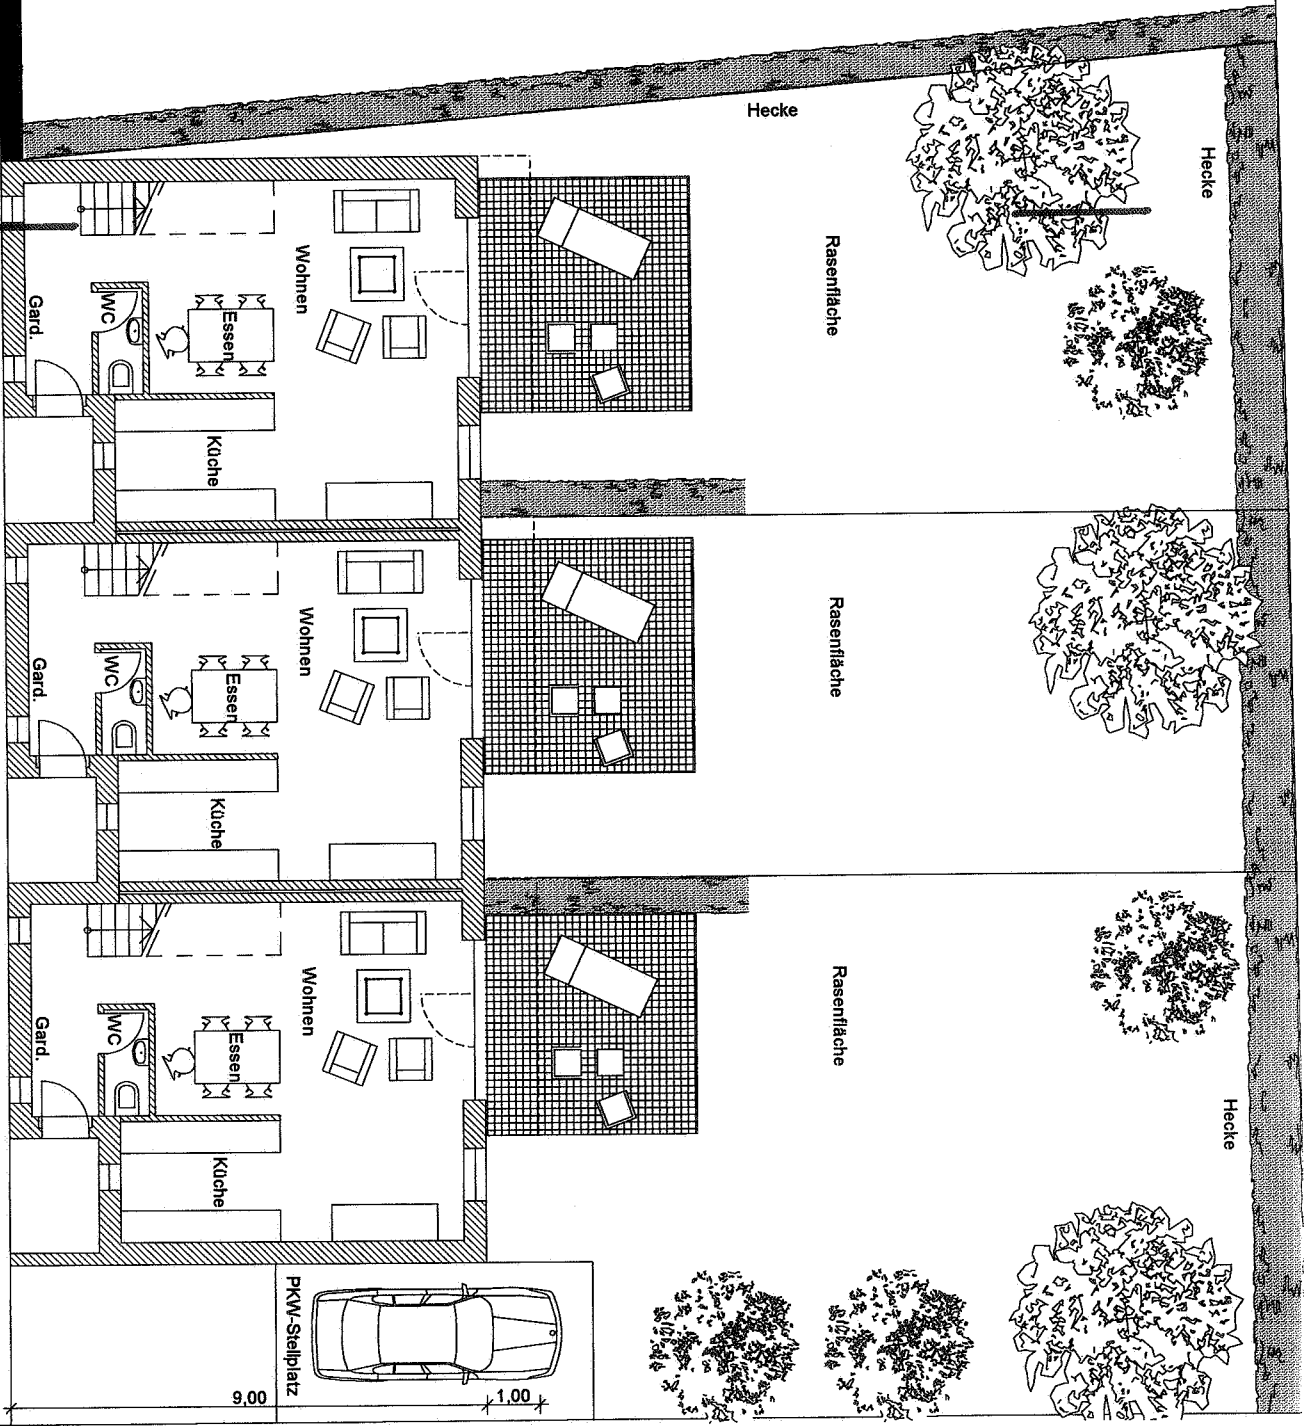 Hecke
Hecke
Rasenfläche
Wohnen
Essen
WC
Gard.
Küche
Rasenfläche
Wohnen
Essen
WC
Gard.
Küche
Rasenfläche
Wohnen
Essen
WC
Gard.
Küche
Hecke
PKW-Stellplatz
9,00
1,00